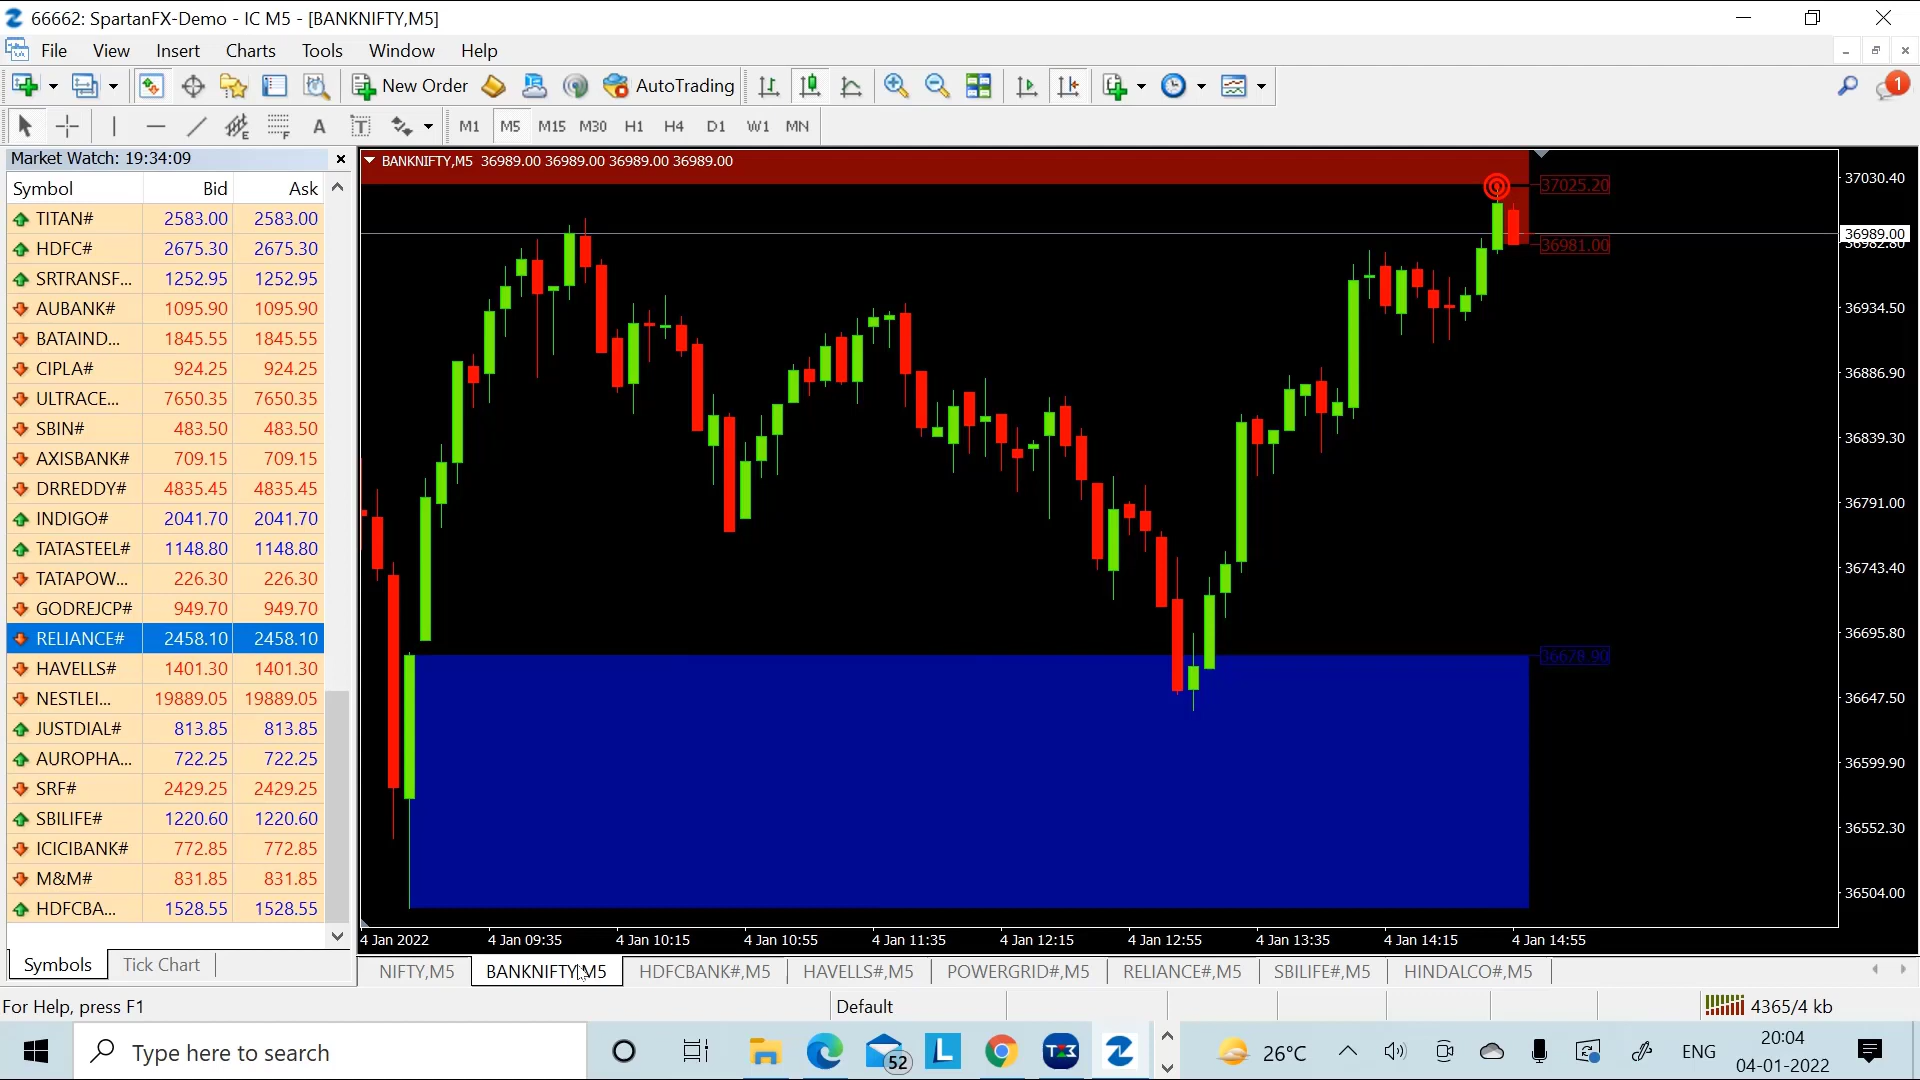 66662: SpartanFX-Demo - IC M5 - [BANKNIFTY,M5]
File View Insert Charts Tools Window Help
New Order AutoTrading 1
E F A T M1 M5 M15 M30 H1 H4 D1 W1 MN
Market Watch: 19:34:09
Symbol Bid Ask
TITAN# 2583.00 2583.00
HDFC# 2675.30 2675.30
SRTRANSF... 1252.95 1252.95
AUBANK# 1095.90 1095.90
BATAIND... 1845.55 1845.55
CIPLA# 924.25 924.25
ULTRACE... 7650.35 7650.35
SBIN# 483.50 483.50
AXISBANK# 709.15 709.15
DRREDDY# 4835.45 4835.45
INDIGO# 2041.70 2041.70
TATASTEEL# 1148.80 1148.80
TATAPOW... 226.30 226.30
GODREJCP# 949.70 949.70
RELIANCE# 2458.10 2458.10
HAVELLS# 1401.30 1401.30
NESTLEI... 19889.05 19889.05
JUSTDIAL# 813.85 813.85
AUROPHA... 722.25 722.25
SRF# 2429.25 2429.25
SBILIFE# 1220.60 1220.60
ICICIBANK# 772.85 772.85
M&M# 831.85 831.85
HDFCBA... 1528.55 1528.55
Symbols Tick Chart
BANKNIFTY,M5 36989.00 36989.00 36989.00 36989.00
37025.20
36981.00
36678.90
37030.40
36989.00
36982.80
36934.50
36886.90
36839.30
36791.00
36743.40
36695.80
36647.50
36599.90
36552.30
36504.00
4 Jan 2022 4 Jan 09:35 4 Jan 10:15 4 Jan 10:55 4 Jan 11:35 4 Jan 12:15 4 Jan 12:55 4 Jan 13:35 4 Jan 14:15 4 Jan 14:55
NIFTY,M5 BANKNIFTY,M5 HDFCBANK#,M5 HAVELLS#,M5 POWERGRID#,M5 RELIANCE#,M5 SBILIFE#,M5 HINDALCO#,M5
For Help, press F1 Default 4365/4 kb
Type here to search 52 L 26°C ENG 20:04
04-01-2022